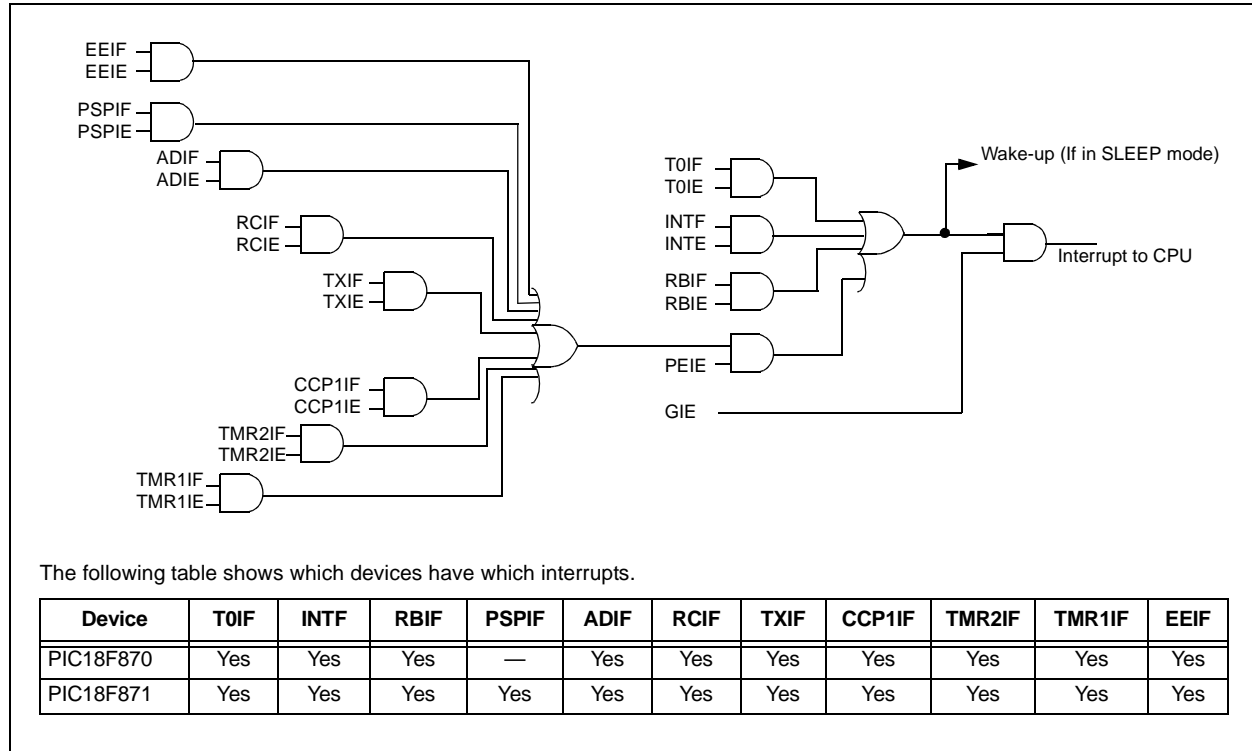 EEIF
EEIE
PSPIF
PSPIE
ADIF
ADIE
RCIF
RCIE
TXIF
TXIE
CCP1IF
CCP1IE
TMR2IF
TMR2IE
TMR1IF
TMR1IE
T0IF
T0IE
INTF
INTE
RBIF
RBIE
PEIE
GIE
Wake-up (If in SLEEP mode)
Interrupt to CPU
The following table shows which devices have which interrupts.
Device T0IF INTF RBIF PSPIF ADIF RCIF TXIF CCP1IF TMR2IF TMR1IF EEIF
PIC18F870 Yes Yes Yes — Yes Yes Yes Yes Yes Yes Yes
PIC18F871 Yes Yes Yes Yes Yes Yes Yes Yes Yes Yes Yes